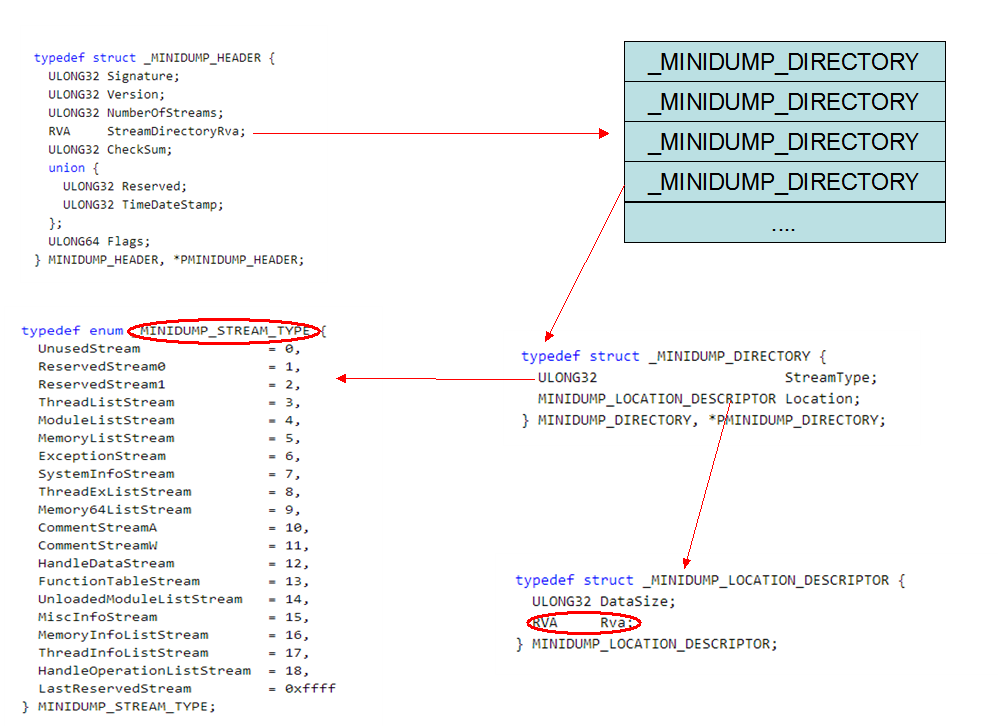 typedef struct _MINIDUMP_HEADER {
ULONG32 Signature;
ULONG32 Version;
ULONG32 NumberOfStreams;
RVA     StreamDirectoryRva;
ULONG32 CheckSum;
union {
ULONG32 Reserved;
ULONG32 TimeDateStamp;
};
ULONG64 Flags;
} MINIDUMP_HEADER, *PMINIDUMP_HEADER;
_MINIDUMP_DIRECTORY
_MINIDUMP_DIRECTORY
_MINIDUMP_DIRECTORY
_MINIDUMP_DIRECTORY
....
typedef enum _MINIDUMP_STREAM_TYPE {
UnusedStream                = 0,
ReservedStream0             = 1,
ReservedStream1             = 2,
ThreadListStream            = 3,
ModuleListStream            = 4,
MemoryListStream            = 5,
ExceptionStream             = 6,
SystemInfoStream            = 7,
ThreadExListStream          = 8,
Memory64ListStream          = 9,
CommentStreamA              = 10,
CommentStreamW              = 11,
HandleDataStream            = 12,
FunctionTableStream         = 13,
UnloadedModuleListStream    = 14,
MiscInfoStream              = 15,
MemoryInfoListStream        = 16,
ThreadInfoListStream        = 17,
HandleOperationListStream   = 18,
LastReservedStream          = 0xffff
} MINIDUMP_STREAM_TYPE;
typedef struct _MINIDUMP_DIRECTORY {
ULONG32                      StreamType;
MINIDUMP_LOCATION_DESCRIPTOR Location;
} MINIDUMP_DIRECTORY, *PMINIDUMP_DIRECTORY;
typedef struct _MINIDUMP_LOCATION_DESCRIPTOR {
ULONG32 DataSize;
RVA     Rva;
} MINIDUMP_LOCATION_DESCRIPTOR;